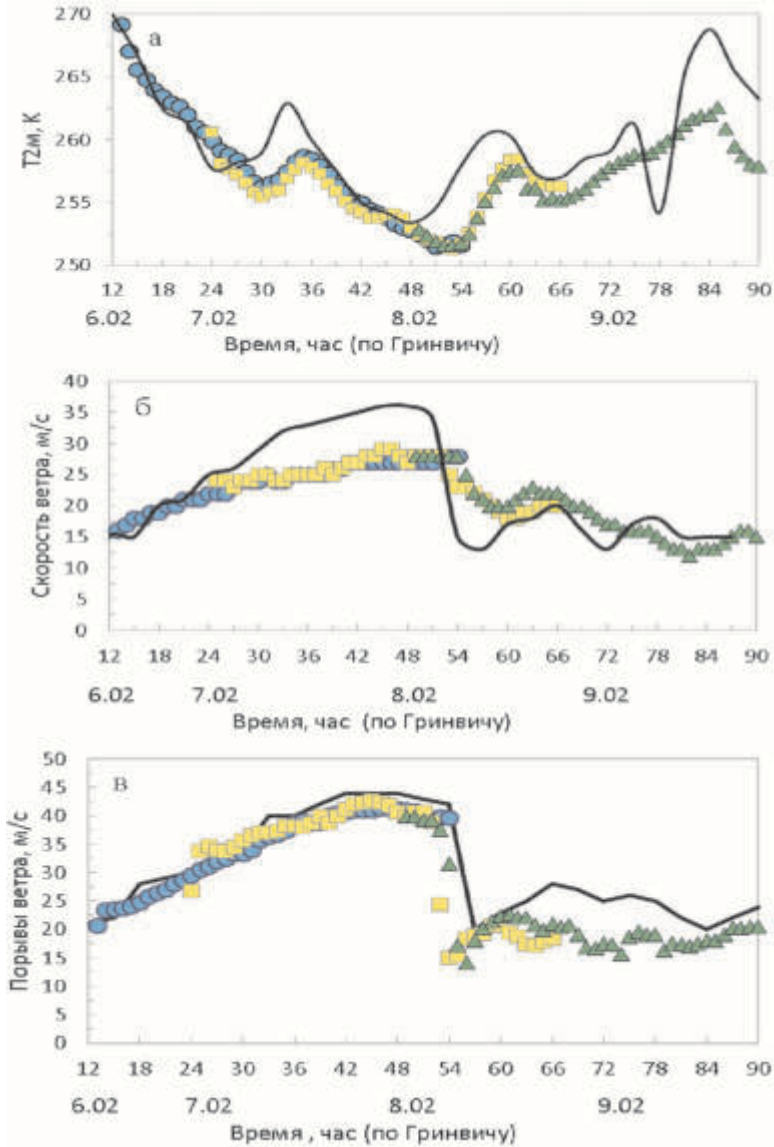 270
а
265
260
255
250
Т2м, К
12 18 24 30 36 42 48 54 60 66 72 78 84 90
6.02 7.02 8.02 9.02
Время, час (по Гринвичу)
40
б
35
30
25
20
15
10
5
0
Скорость ветра, м/с
12 18 24 30 36 42 48 54 60 66 72 78 84 90
6.02 7.02 8.02 9.02
Время, час (по Гринвичу)
50
в
45
40
35
30
25
20
15
10
5
0
Порывы ветра, м/с
12 18 24 30 36 42 48 54 60 66 72 78 84 90
6.02 7.02 8.02 9.02
Время , час (по Гринвичу)